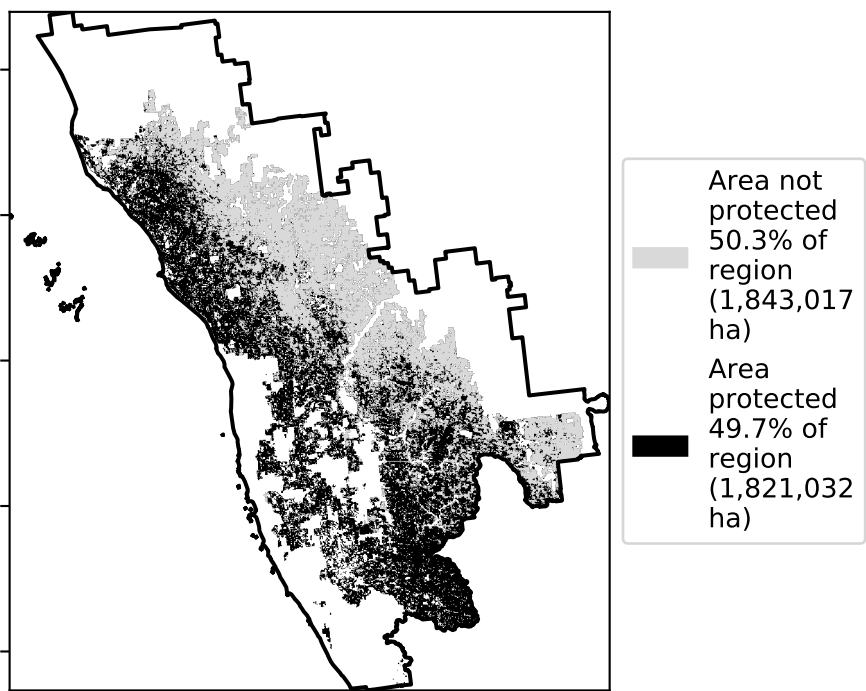 Area not
protected
50.3% of
region
(1,843,017
ha)
Area
protected
49.7% of
region
(1,821,032
ha)